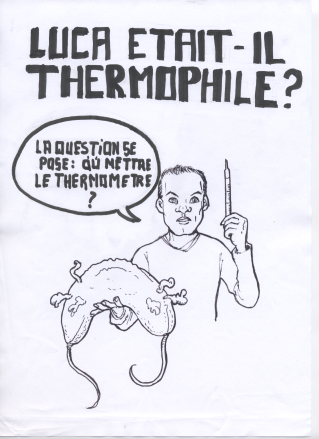 LUCA ETAIT-IL
THERMOPHILE?
LA QUESTION SE
POSE: OÙ METTRE
LE THERMOMETRE
?